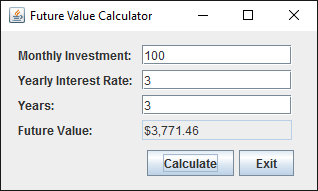 Future Value Calculator
Monthly Investment: 100
Yearly Interest Rate: 3
Years: 3
Future Value: $3,771.46
Calculate Exit